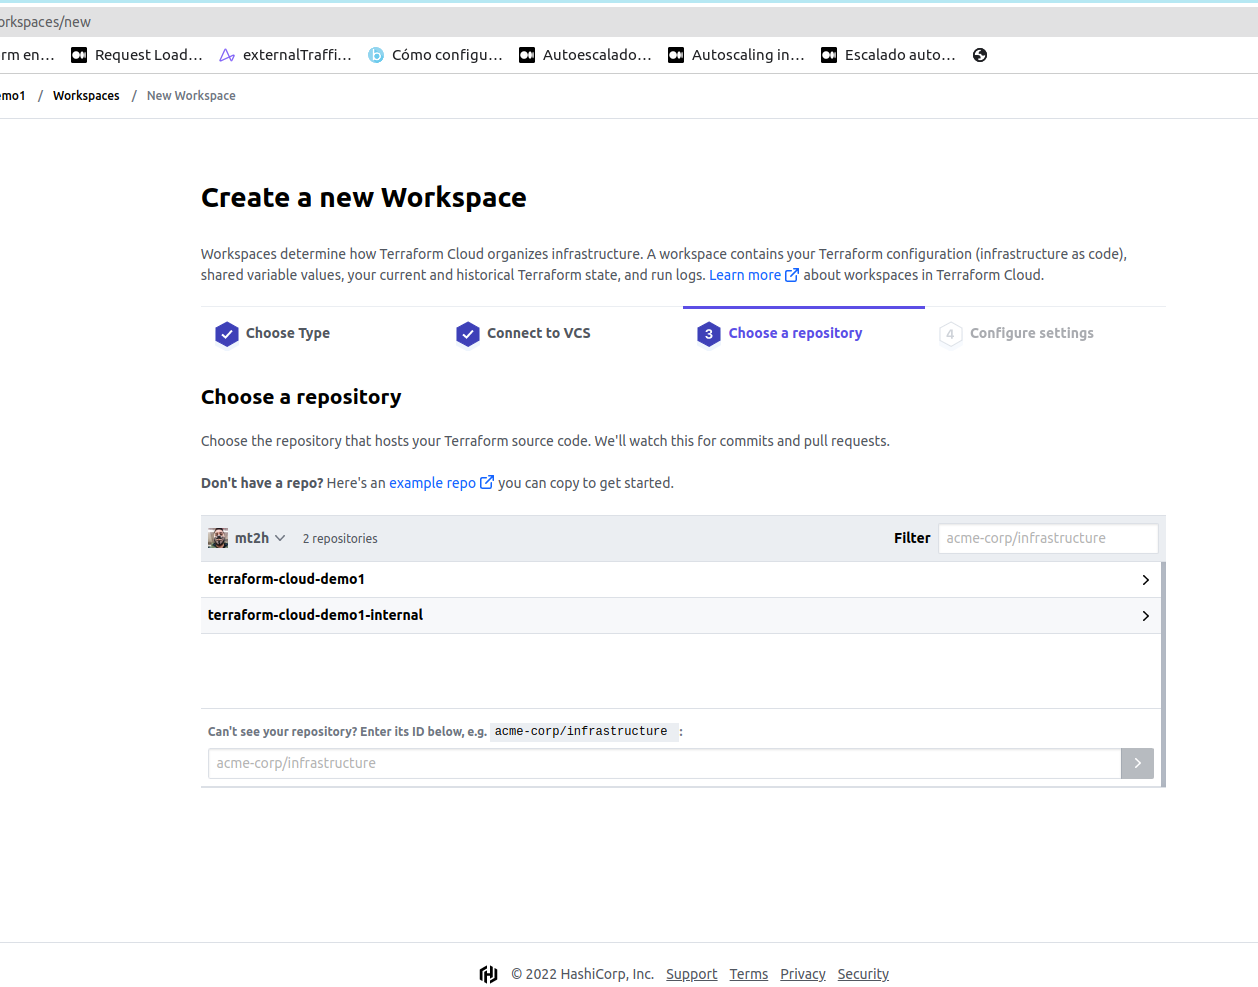 orkspaces/new
rm en... Request Load... externalTraffi... Cómo configu... Autoescalado... Autoscaling in... Escalado auto...
emo1 / Workspaces / New Workspace
Create a new Workspace
Workspaces determine how Terraform Cloud organizes infrastructure. A workspace contains your Terraform configuration (infrastructure as code),
shared variable values, your current and historical Terraform state, and run logs. Learn more about workspaces in Terraform Cloud.
Choose Type
Connect to VCS
3 Choose a repository
4 Configure settings
Choose a repository
Choose the repository that hosts your Terraform source code. We'll watch this for commits and pull requests.
Don't have a repo? Here's an example repo you can copy to get started.
mt2h 2 repositories Filter acme-corp/infrastructure
terraform-cloud-demo1
terraform-cloud-demo1-internal
Can't see your repository? Enter its ID below, e.g. acme-corp/infrastructure :
acme-corp/infrastructure
© 2022 HashiCorp, Inc. Support Terms Privacy Security